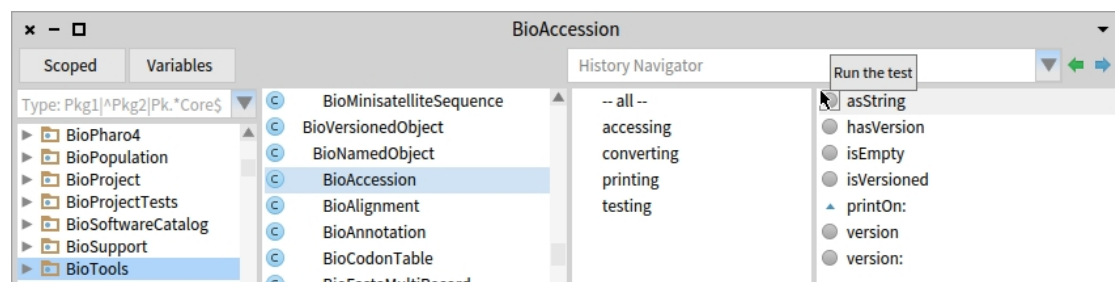 BioAccession
Scoped
Variables
History Navigator
Run the test
Type: Pkg1|^Pkg2|Pk.*Core$
BioPharo4
BioPopulation
BioProject
BioProjectTests
BioSoftwareCatalog
BioSupport
BioTools
BioMinisatelliteSequence
BioVersionedObject
BioNamedObject
BioAccession
BioAlignment
BioAnnotation
BioCodonTable
-- all --
accessing
converting
printing
testing
asString
hasVersion
isEmpty
isVersioned
printOn:
version
version: